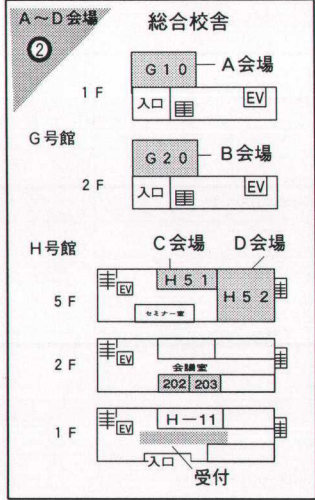 A～D会場
②
総合校舎
G10
A会場
1F
入口
EV
G号館
G20
B会場
2F
入口
EV
H号館
C会場
D会場
H51
H52
EV
5F
セミナー室
EV
2F
会議室
202
203
H－11
1F
EV
入口
受付